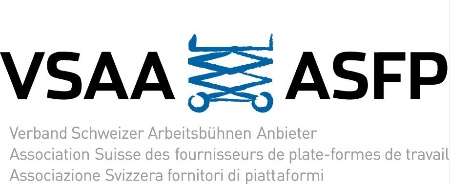 VSAA ASFP
Verband Schweizer Arbeitsbühnen Anbieter
Association Suisse des fournisseurs de plate-formes de travail
Associazione Svizzera fornitori di piattaformi